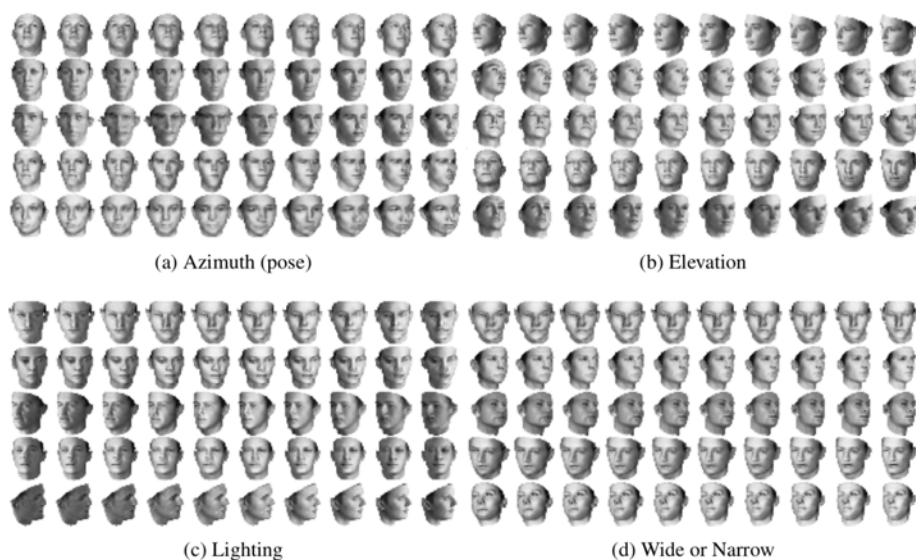 (a) Azimuth (pose)
(b) Elevation
(c) Lighting
(d) Wide or Narrow